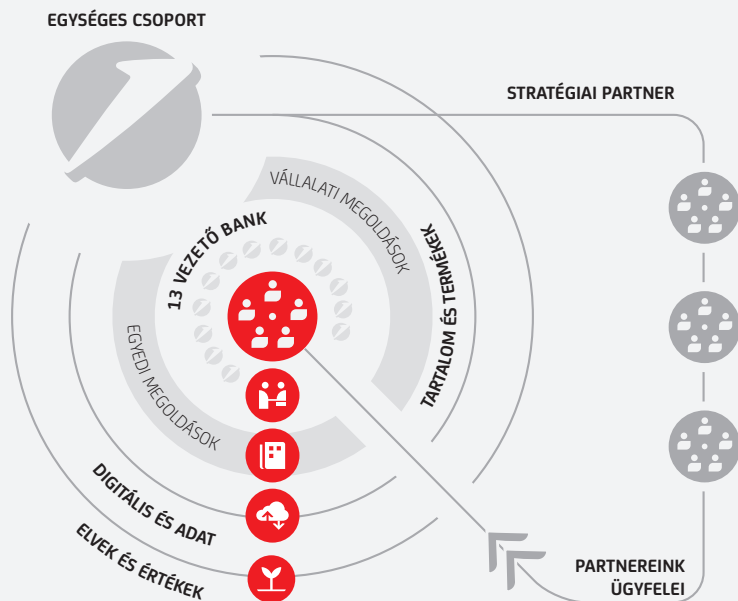 EGYSÉGES CSOPORT
STRATÉGIAI PARTNER
VÁLLALATI MEGOLDÁSOK
13 VEZETŐ BANK
TARTALOM ÉS TERMÉKEK
EGYEDI MEGOLDÁSOK
DIGITÁLIS ÉS ADAT
ELVEK ÉS ÉRTÉKEK
PARTNEREINK
ÜGYFELEI